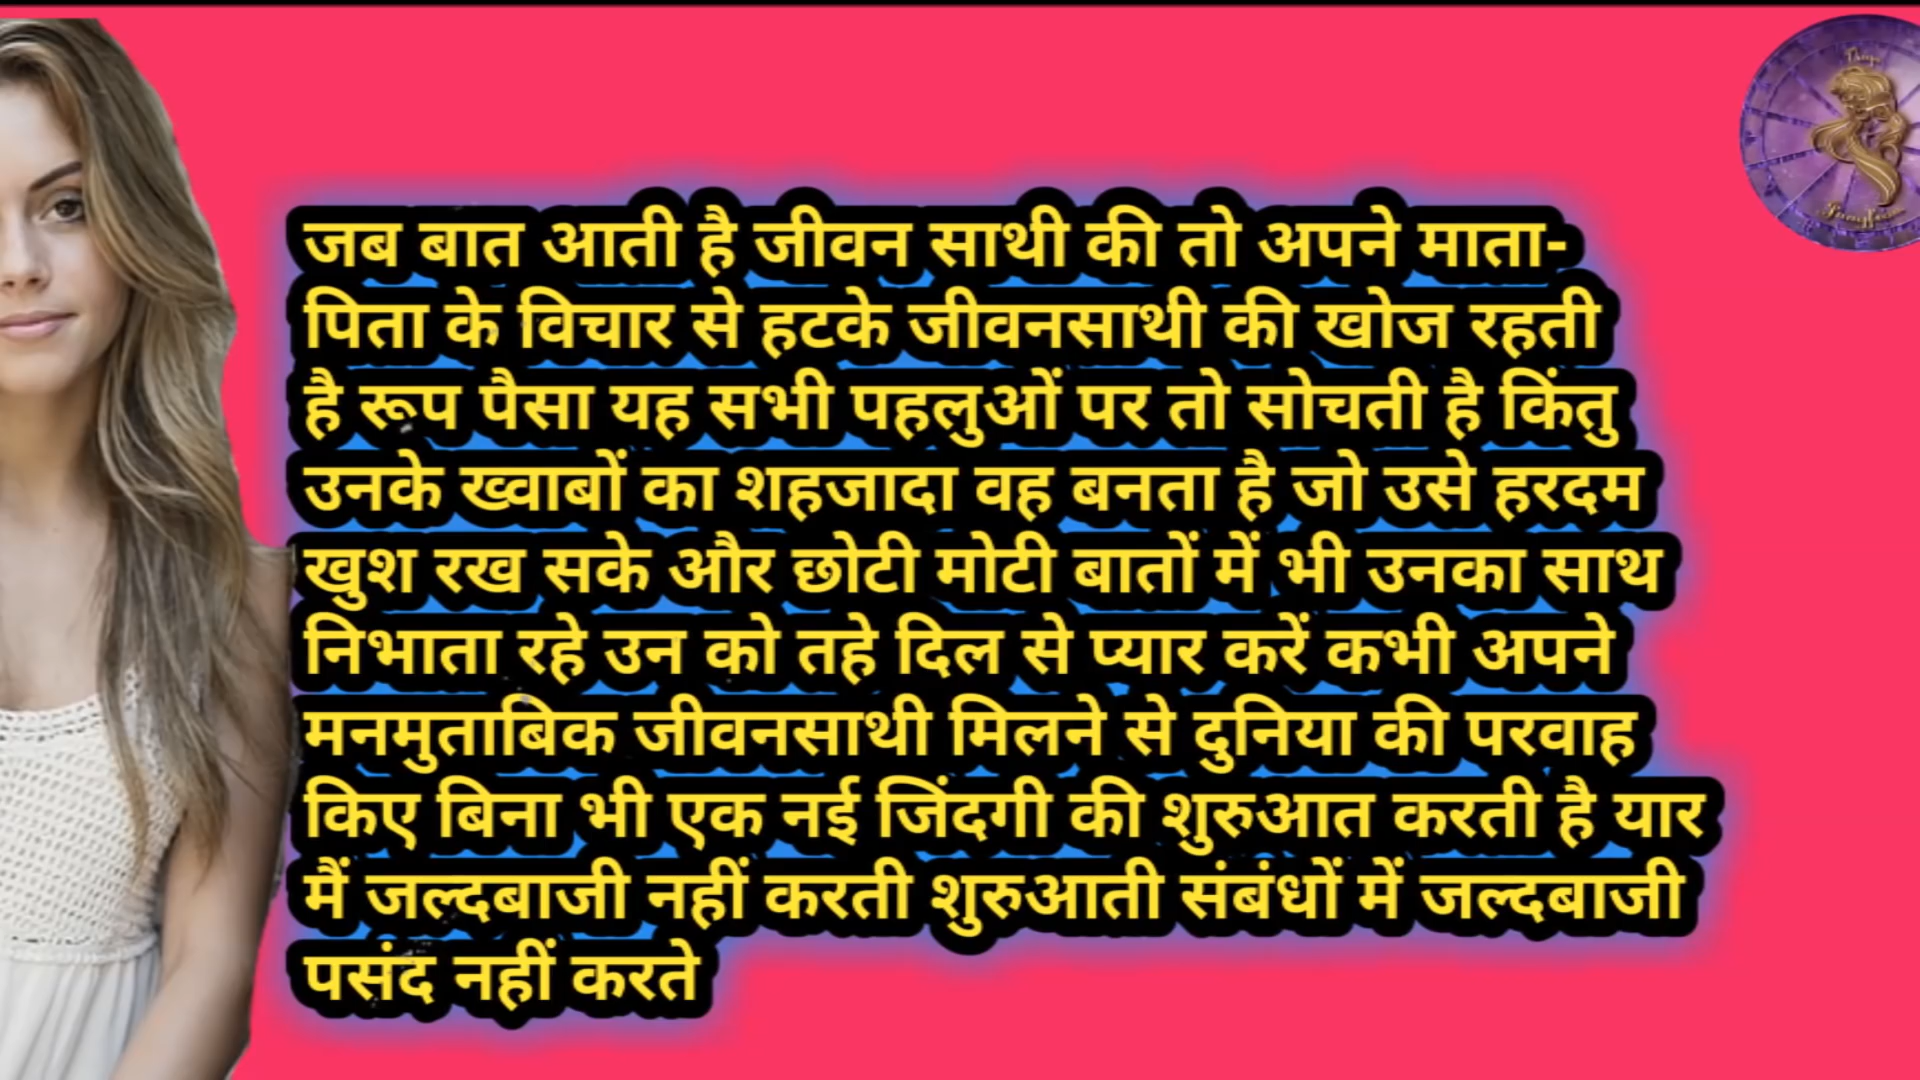 जब बात आती है जीवन साथी की तो अपने माता-
पिता के विचार से हटके जीवनसाथी की खोज रहती
है रूप पैसा यह सभी पहलुओं पर तो सोचती है किंतु
उनके ख्वाबों का शहजादा वह बनता है जो उसे हरदम
खुश रख सके और छोटी मोटी बातों में भी उनका साथ
निभाता रहे उन को तहे दिल से प्यार करें कभी अपने
मनमुताबिक जीवनसाथी मिलने से दुनिया की परवाह
किए बिना भी एक नई जिंदगी की शुरुआत करती है यार
मैं जल्दबाजी नहीं करती शुरुआती संबंधों में जल्दबाजी
पसंद नहीं करते